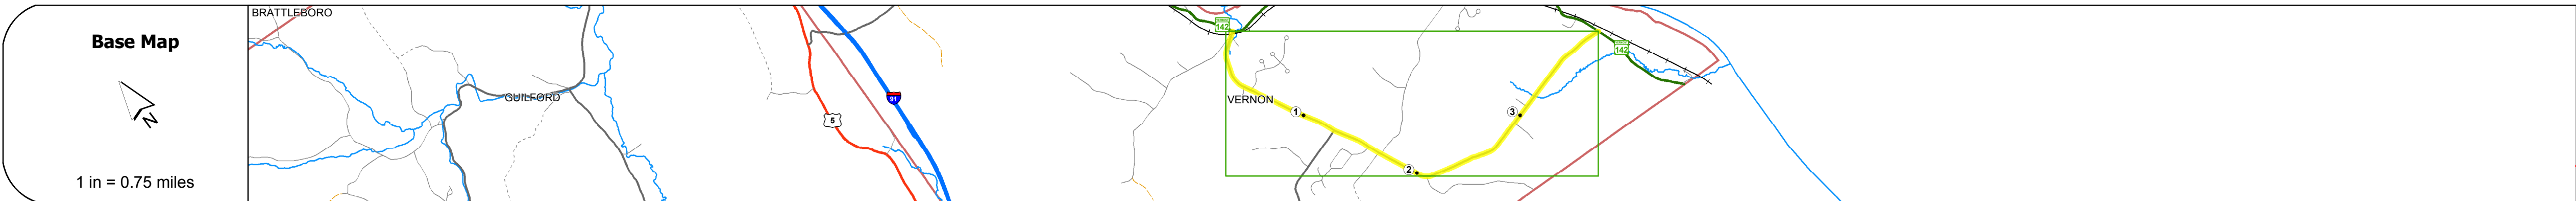 Base Map
N
1 in = 0.75 miles
BRATTLEBORO
GUILFORD
5
91
142
VERNON
1
2
3
142